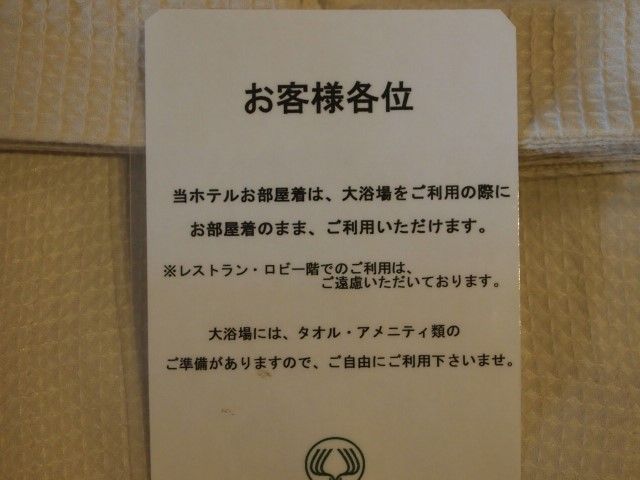 お客様各位
当ホテルお部屋着は、大浴場をご利用の際に
お部屋着のまま、ご利用いただけます。
※レストラン・ロビー階でのご利用は、
ご遠慮いただいております。
大浴場には、タオル・アメニティ類の
ご準備がありますので、ご自由にご利用下さいませ。